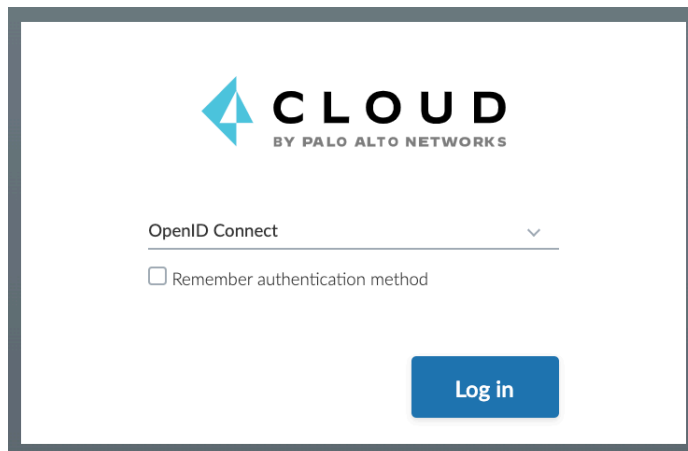 CLOUD
BY PALO ALTO NETWORKS
OpenID Connect
Remember authentication method
Log in